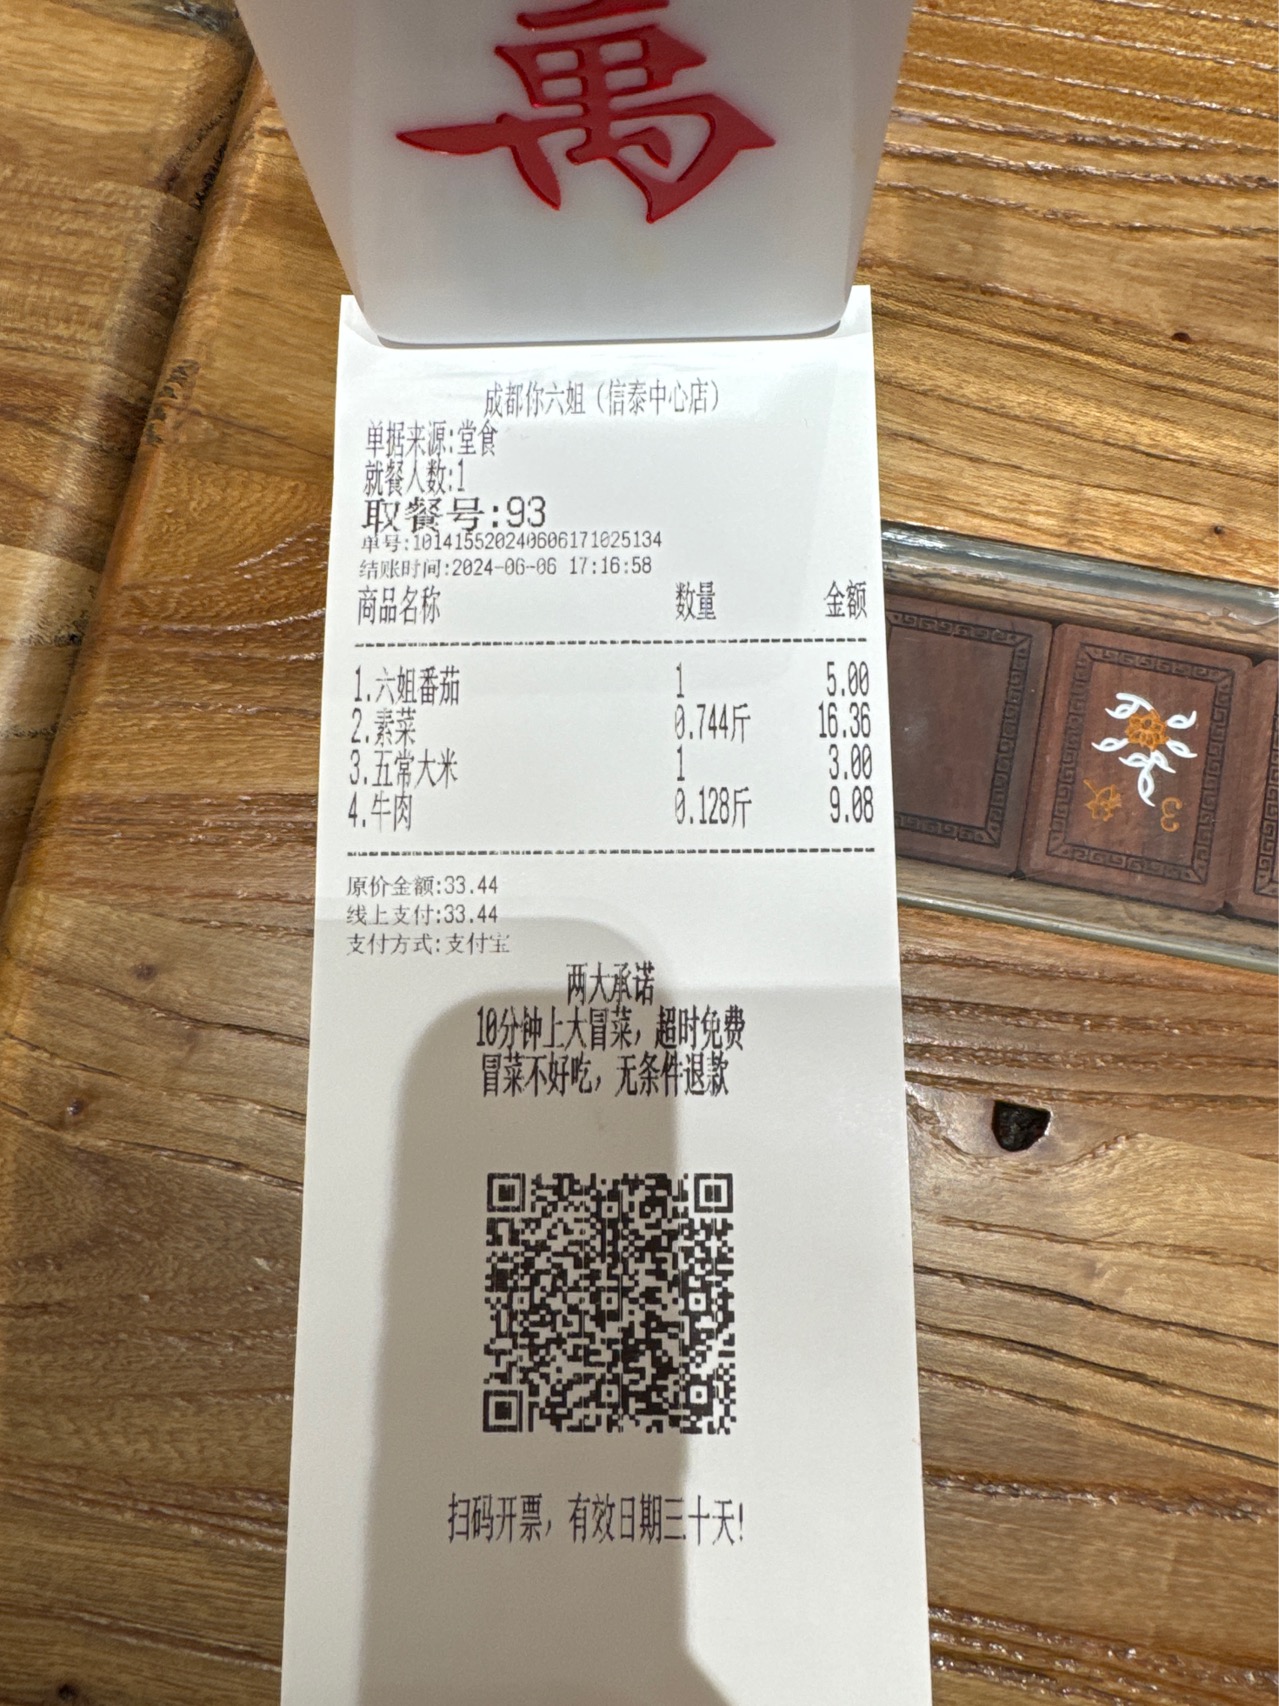 萬
成都你六姐（信泰中心店）
单据来源:堂食
就餐人数:1
取餐号:93
单号:101415520240606171025134
结账时间:2024-06-06 17:16:58
商品名称 数量 金额
1.六姐番茄 1 5.00
2.素菜 0.744斤 16.36
3.五常大米 1 3.00
4.牛肉 0.128斤 9.08
原价金额:33.44
线上支付:33.44
支付方式:支付宝
两大承诺
10分钟上大冒菜，超时免费
冒菜不好吃，无条件退款
扫码开票，有效日期三十天!
秋 3